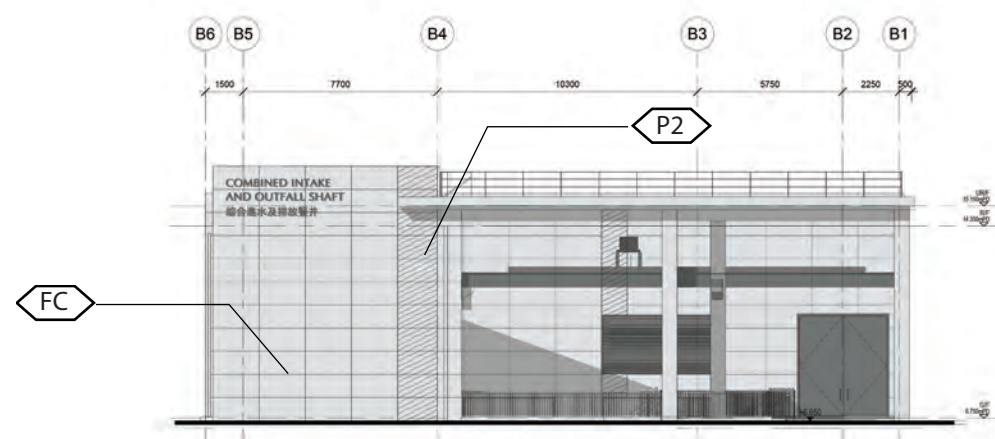 B6 B5 B4 B3 B2 B1
1500 7700 10300 5750 2250 500
P2
COMBINED INTAKE
AND OUTFALL SHAFT
綜合進水及排放豎井
FC